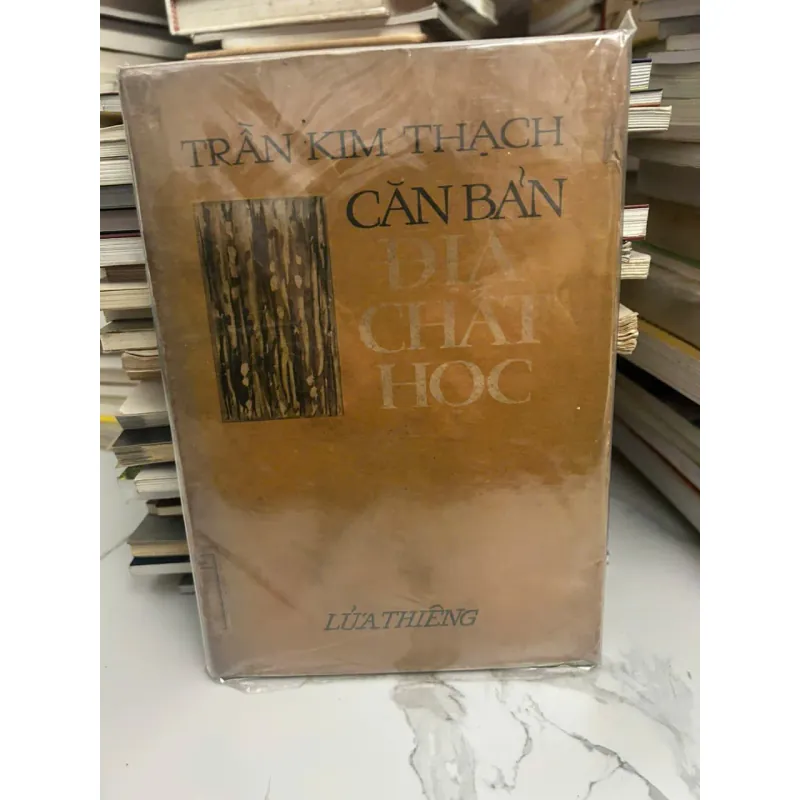 TRẦN KIM THẠCH
CĂN BẢN
ĐỊA
CHẤT
HỌC
LỬA THIÊNG